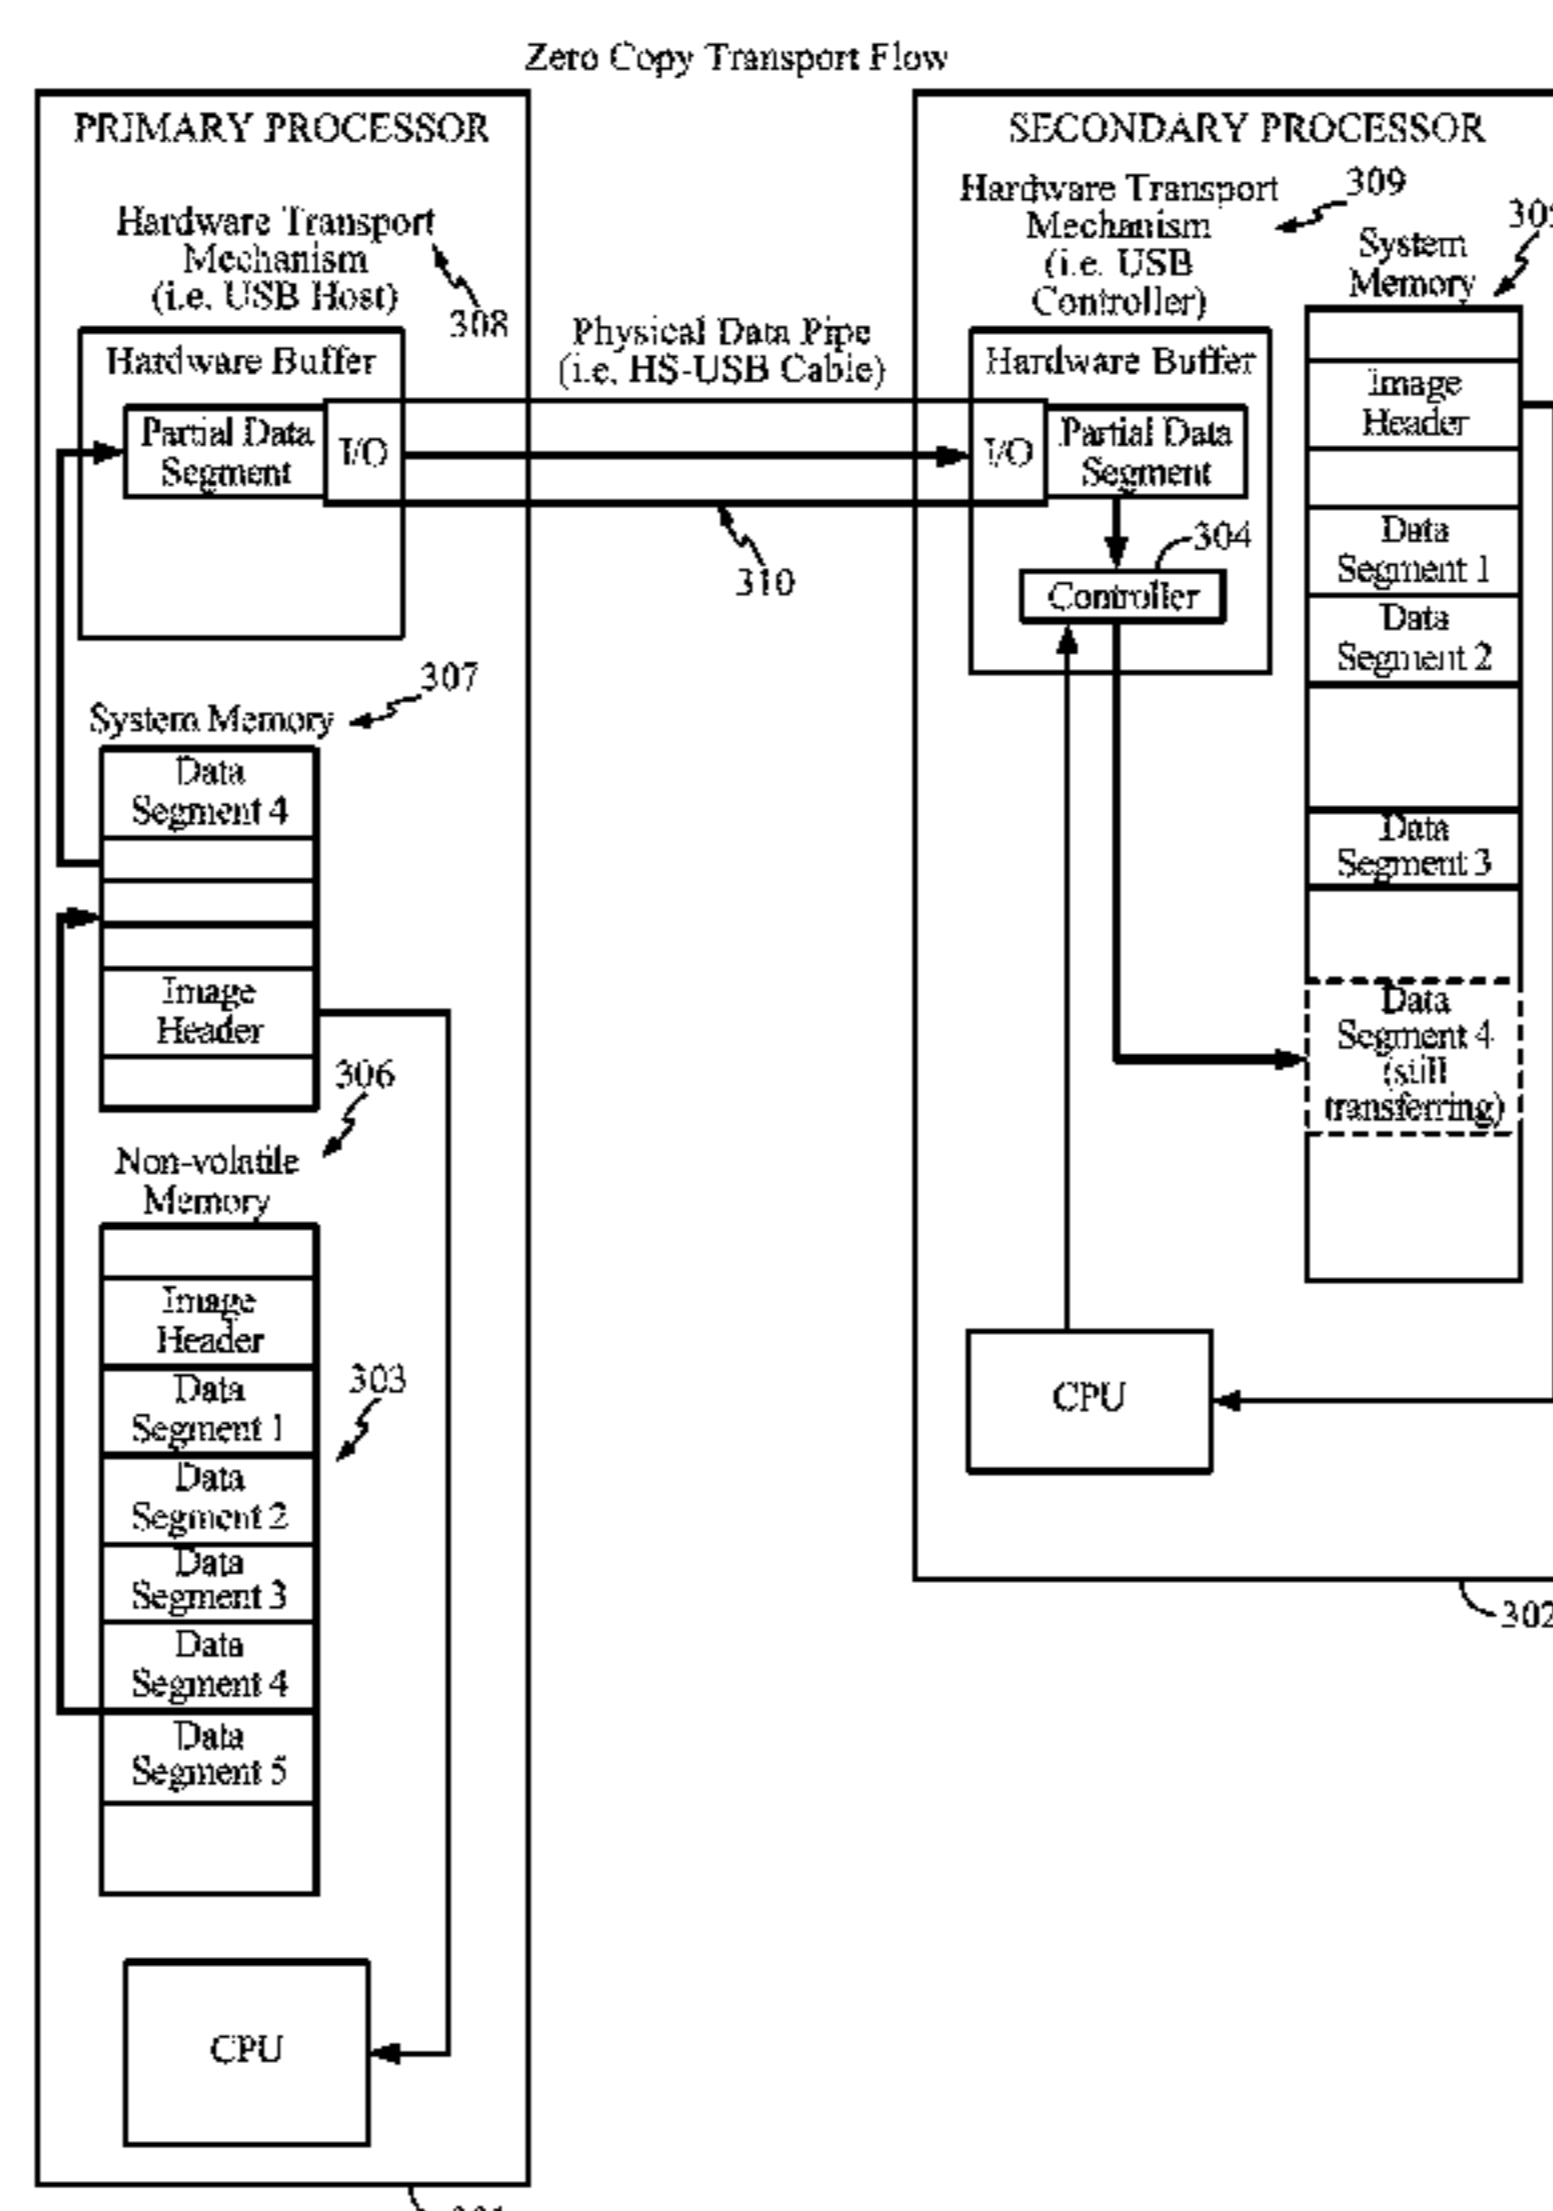 Zero Copy Transport Flow
PRIMARY PROCESSOR
Hardware Transport
Mechanism
(i.e. USB Host)
308
Hardware Buffer
Partial Data
Segment
I/O
Physical Data Pipe
(i.e. HS-USB Cable)
310
307
System Memory
Data
Segment 4
Image
Header
306
Non-volatile
Memory
Image
Header
Data
Segment 1
303
Data
Segment 2
Data
Segment 3
Data
Segment 4
Data
Segment 5
CPU
SECONDARY PROCESSOR
Hardware Transport
Mechanism
(i.e. USB
Controller)
309
Hardware Buffer
I/O
Partial Data
Segment
304
Controller
System
Memory
Image
Header
Data
Segment 1
Data
Segment 2
Data
Segment 3
Data
Segment 4
(still
transferring)
CPU
302